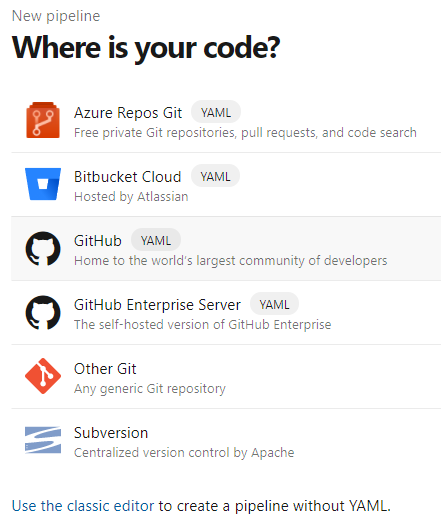 New pipeline
Where is your code?
Azure Repos Git YAML
Free private Git repositories, pull requests, and code search
Bitbucket Cloud YAML
Hosted by Atlassian
GitHub YAML
Home to the world's largest community of developers
GitHub Enterprise Server YAML
The self-hosted version of GitHub Enterprise
Other Git
Any generic Git repository
Subversion
Centralized version control by Apache
Use the classic editor to create a pipeline without YAML.